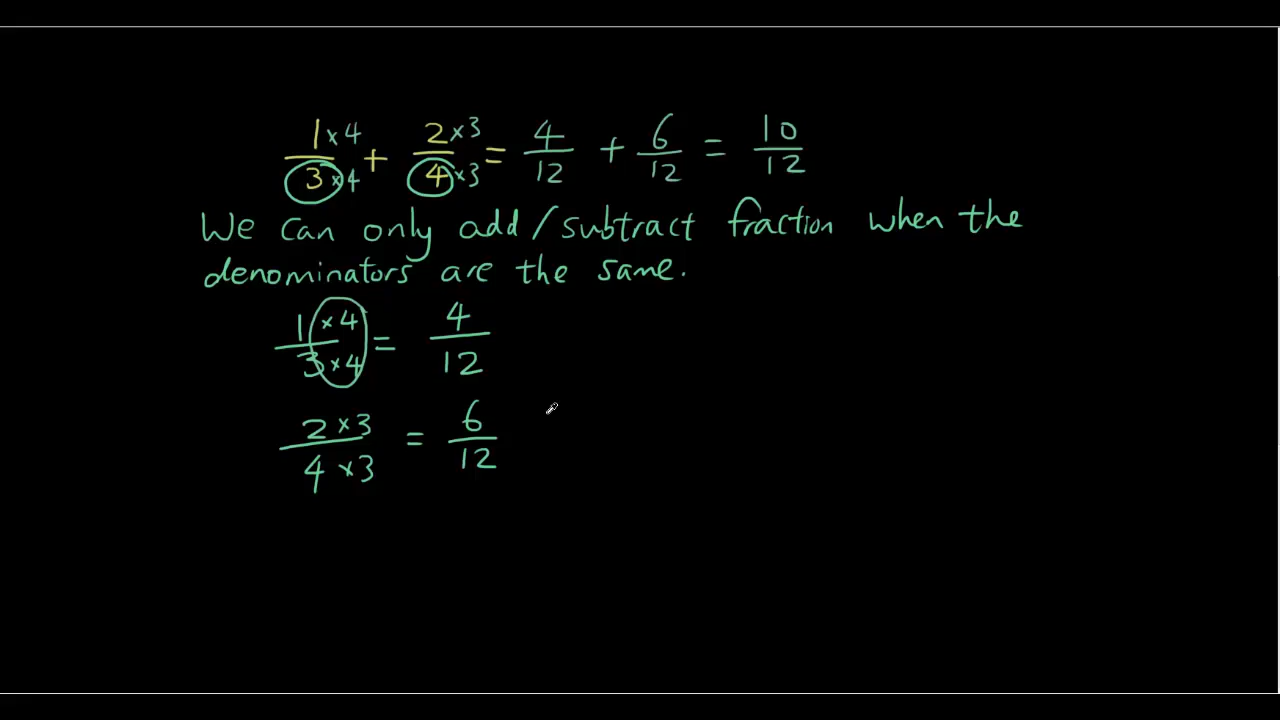 1×4/3×4 + 2×3/4×3 = 4/12 + 6/12 = 10/12
We can only add/subtract fraction when the
denominators are the same.
1×4/3×4 = 4/12
2×3/4×3 = 6/12